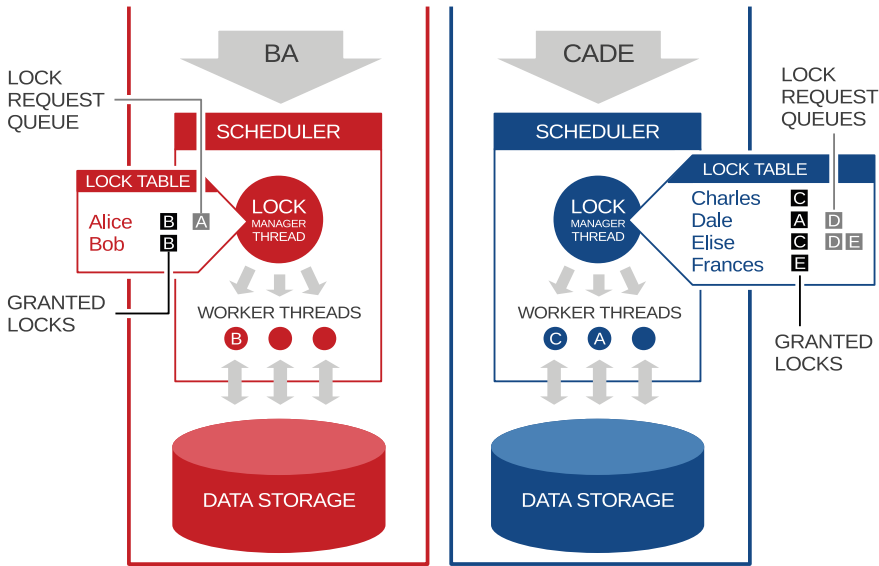 BA
CADE
LOCK
REQUEST
QUEUE
LOCK
REQUEST
QUEUES
SCHEDULER
SCHEDULER
LOCK TABLE
Alice B A
Bob B
LOCK
MANAGER
THREAD
LOCK
MANAGER
THREAD
LOCK TABLE
Charles C
Dale A D
Elise C D E
Frances E
GRANTED
LOCKS
WORKER THREADS
B
WORKER THREADS
C A
GRANTED
LOCKS
DATA STORAGE
DATA STORAGE